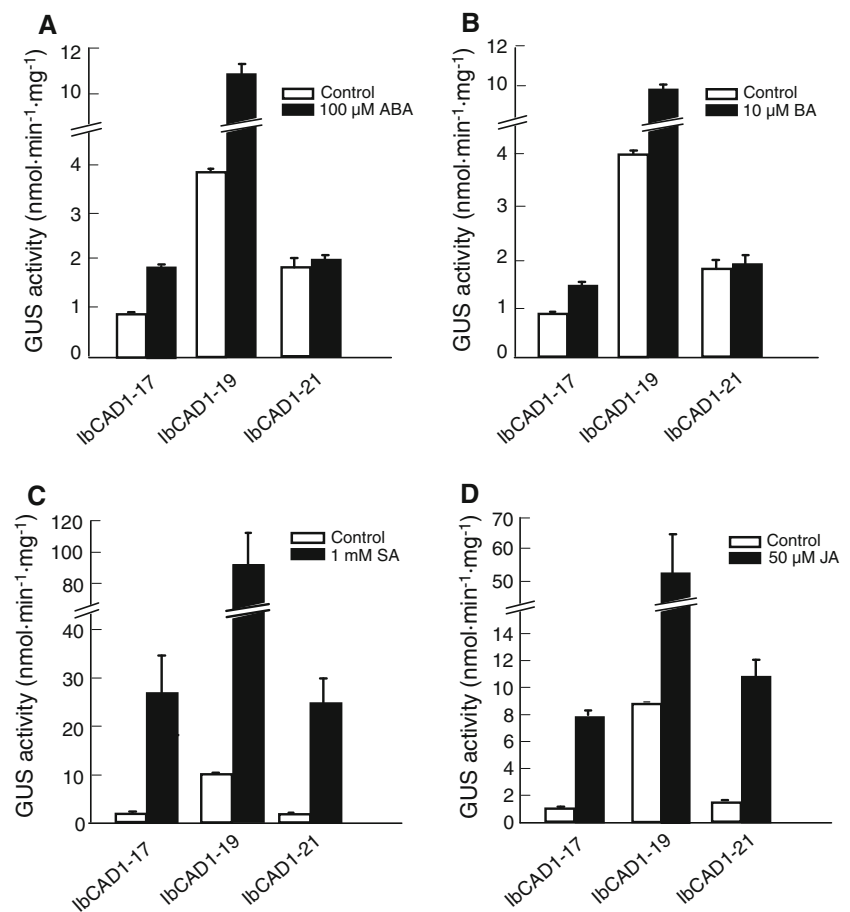 A
GUS activity (nmol·min⁻¹·mg⁻¹)
12
10
4
3
2
1
0
Control
100 µM ABA
IbCAD1-17
IbCAD1-19
IbCAD1-21
B
GUS activity (nmol·min⁻¹·mg⁻¹)
12
10
4
3
2
1
0
Control
10 µM BA
IbCAD1-17
IbCAD1-19
IbCAD1-21
C
GUS activity (nmol·min⁻¹·mg⁻¹)
120
100
80
60
40
30
20
10
0
Control
1 mM SA
IbCAD1-17
IbCAD1-19
IbCAD1-21
D
GUS activity (nmol·min⁻¹·mg⁻¹)
70
60
50
14
12
10
8
6
4
2
0
Control
50 µM JA
IbCAD1-17
IbCAD1-19
IbCAD1-21